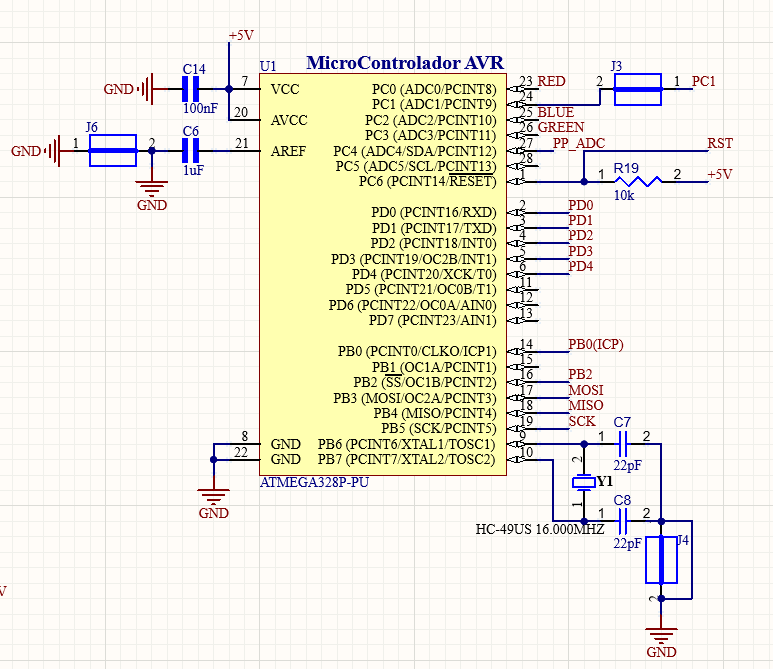 +5V
U1
MicroControlador AVR
C14
GND
100nF
7
VCC
20
AVCC
J6
GND
1
2
C6
1uF
21
AREF
GND
PC0 (ADC0/PCINT8)
23
RED
PC1 (ADC1/PCINT9)
24
PC2 (ADC2/PCINT10)
25
BLUE
PC3 (ADC3/PCINT11)
26
GREEN
PC4 (ADC4/SDA/PCINT12)
27
PP_ADC
PC5 (ADC5/SCL/PCINT13)
28
PC6 (PCINT14/RESET)
1
J3
2
1
PC1
RST
R19
1
2
+5V
10k
PD0 (PCINT16/RXD)
2
PD0
PD1 (PCINT17/TXD)
3
PD1
PD2 (PCINT18/INT0)
4
PD2
PD3 (PCINT19/OC2B/INT1)
5
PD3
PD4 (PCINT20/XCK/T0)
6
PD4
PD5 (PCINT21/OC0B/T1)
11
PD6 (PCINT22/OC0A/AIN0)
12
PD7 (PCINT23/AIN1)
13
PB0 (PCINT0/CLKO/ICP1)
14
PB0(ICP)
PB1 (OC1A/PCINT1)
15
PB2 (SS/OC1B/PCINT2)
16
PB2
PB3 (MOSI/OC2A/PCINT3)
17
MOSI
PB4 (MISO/PCINT4)
18
MISO
PB5 (SCK/PCINT5)
19
SCK
8
GND
PB6 (PCINT6/XTAL1/TOSC1)
9
22
GND
PB7 (PCINT7/XTAL2/TOSC2)
10
ATMEGA328P-PU
GND
C7
1
2
22pF
2
Y1
1
HC-49US 16.000MHZ
C8
1
2
22pF
J4
2
GND
V